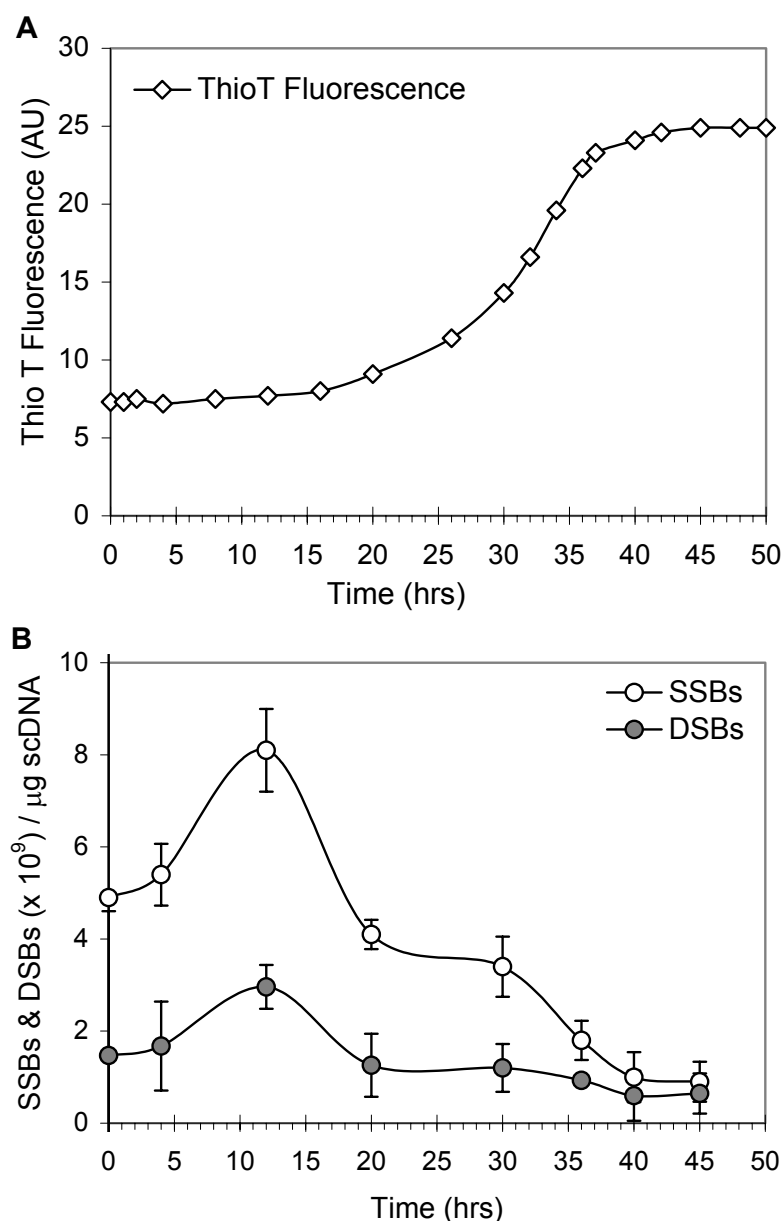 A
30
25
20
15
10
5
0
Thio T Fluorescence (AU)
ThioT Fluorescence
0 5 10 15 20 25 30 35 40 45 50
Time (hrs)
B
10
8
6
4
2
0
SSBs & DSBs (x 10⁹) / μg scDNA
SSBs
DSBs
0 5 10 15 20 25 30 35 40 45 50
Time (hrs)